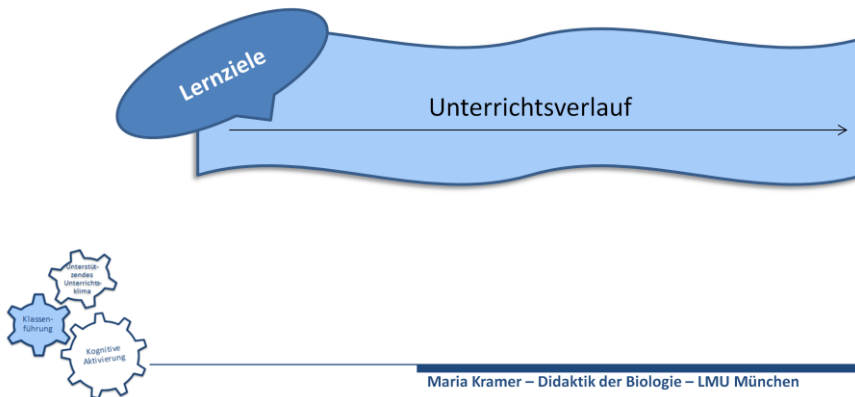 Lernziele
Unterrichtsverlauf
Unterstüt-
zendes
Unterrichts-
klima
Klassen-
führung
Kognitive
Aktivierung
Maria Kramer – Didaktik der Biologie – LMU München